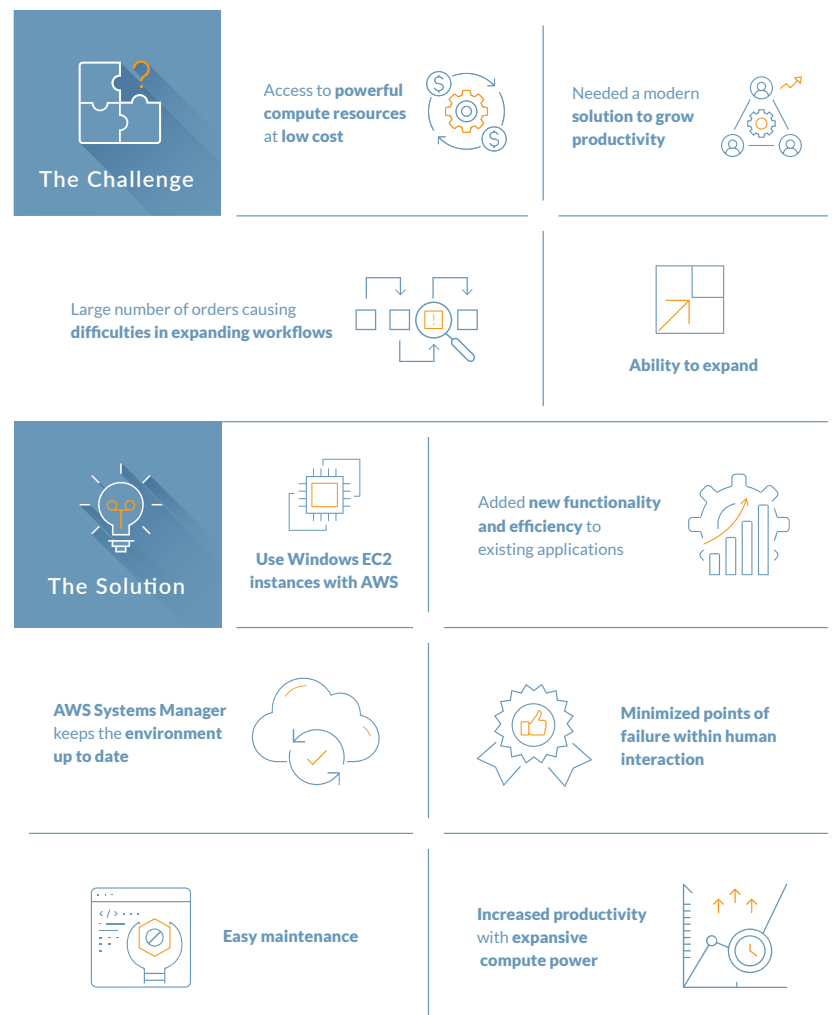 The Challenge
?
Access to powerful
compute resources
at low cost
$
$
Needed a modern
solution to grow
productivity
Large number of orders causing
difficulties in expanding workflows
!
Ability to expand
The Solution
Use Windows EC2
instances with AWS
Added new functionality
and efficiency to
existing applications
AWS Systems Manager
keeps the environment
up to date
Minimized points of
failure within human
interaction
</>
Easy maintenance
Increased productivity
with expansive
compute power